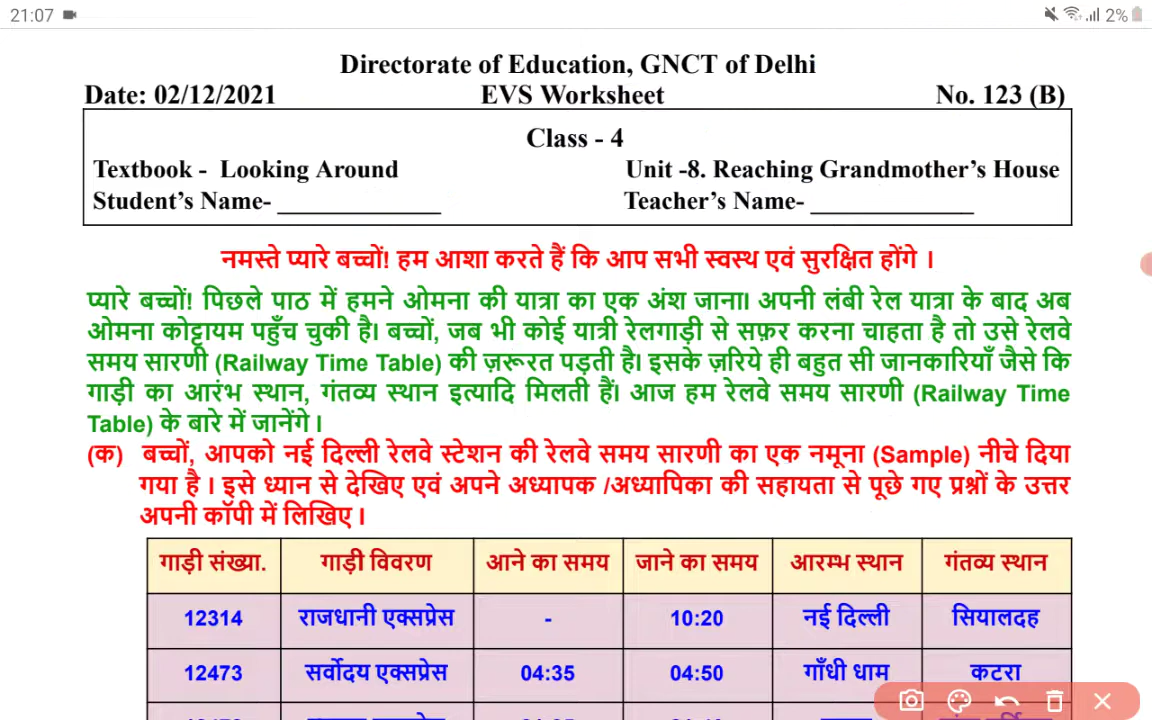 21:07 2%
Directorate of Education, GNCT of Delhi
Date: 02/12/2021 EVS Worksheet No. 123 (B)
Class - 4
Textbook - Looking Around Unit -8. Reaching Grandmother's House
Student's Name- _____________ Teacher's Name- _____________
नमस्ते प्यारे बच्चों! हम आशा करते हैं कि आप सभी स्वस्थ एवं सुरक्षित होंगे ।
प्यारे बच्चों! पिछले पाठ में हमने ओमना की यात्रा का एक अंश जाना। अपनी लंबी रेल यात्रा के बाद अब
ओमना कोट्टायम पहुँच चुकी है। बच्चों, जब भी कोई यात्री रेलगाड़ी से सफ़र करना चाहता है तो उसे रेलवे
समय सारणी (Railway Time Table) की ज़रूरत पड़ती है। इसके ज़रिये ही बहुत सी जानकारियाँ जैसे कि
गाड़ी का आरंभ स्थान, गंतव्य स्थान इत्यादि मिलती हैं। आज हम रेलवे समय सारणी (Railway Time
Table) के बारे में जानेंगे ।
(क) बच्चों, आपको नई दिल्ली रेलवे स्टेशन की रेलवे समय सारणी का एक नमूना (Sample) नीचे दिया
गया है । इसे ध्यान से देखिए एवं अपने अध्यापक /अध्यापिका की सहायता से पूछे गए प्रश्नों के उत्तर
अपनी कॉपी में लिखिए ।
गाड़ी संख्या. गाड़ी विवरण आने का समय जाने का समय आरम्भ स्थान गंतव्य स्थान
12314 राजधानी एक्सप्रेस - 10:20 नई दिल्ली सियालदह
12473 सर्वोदय एक्सप्रेस 04:35 04:50 गाँधी धाम कटरा